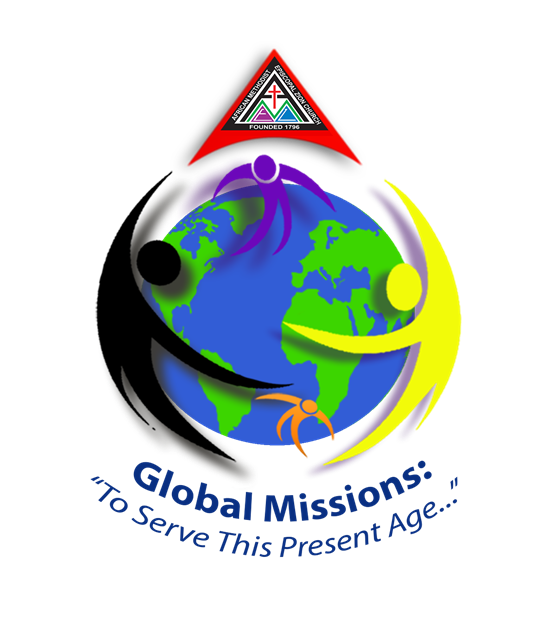 AFRICAN METHODIST
EPISCOPAL ZION CHURCH
FOUNDED 1796
Global Missions:
“To Serve This Present Age...”